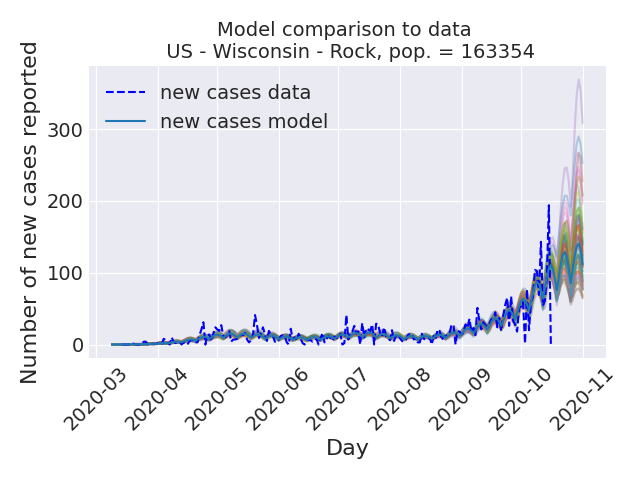 Model comparison to data
US - Wisconsin - Rock, pop. = 163354
new cases data
new cases model
Number of new cases reported
300
200
100
0
2020-03
2020-04
2020-05
2020-06
2020-07
2020-08
2020-09
2020-10
2020-11
Day